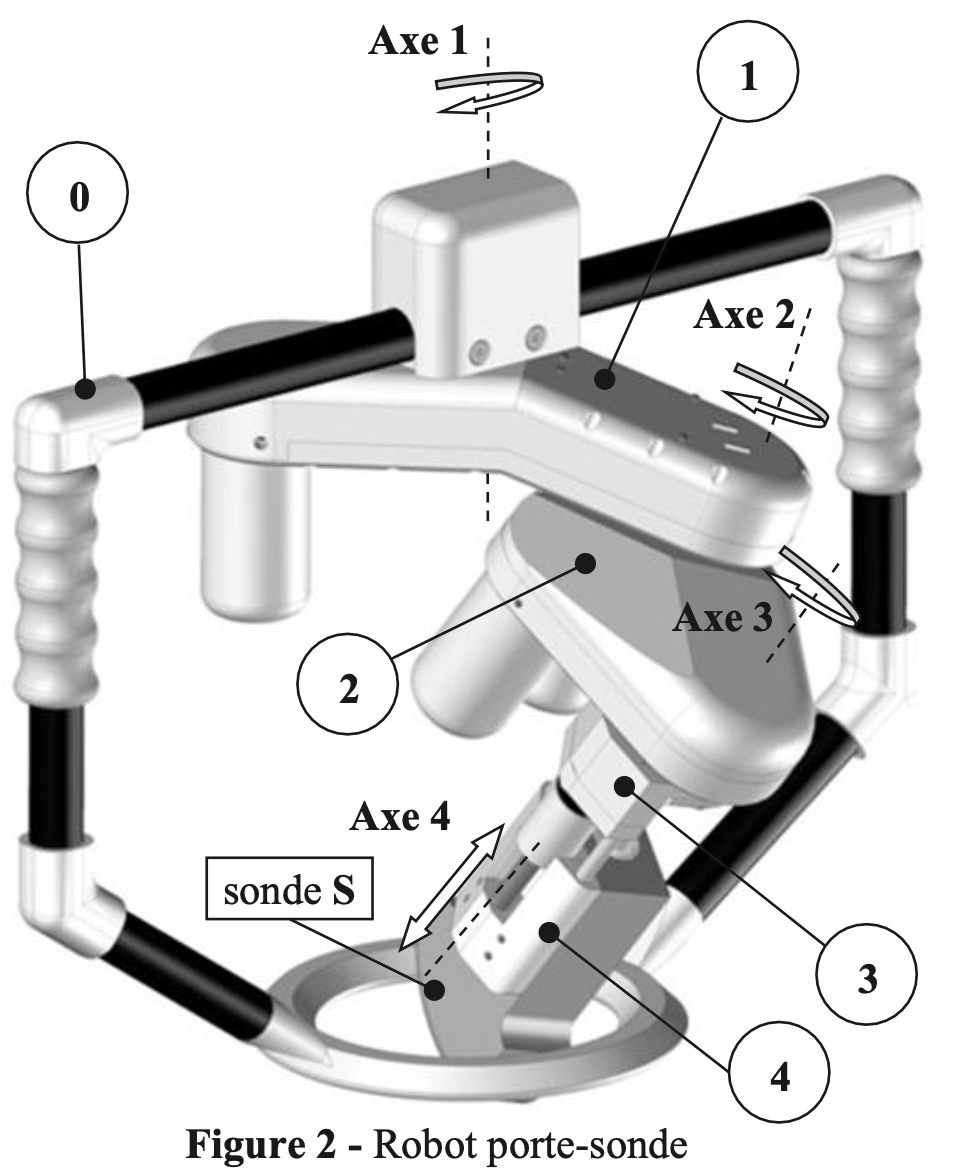 Axe 1
1
0
Axe 2
Axe 3
2
Axe 4
sonde S
3
4
Figure 2 - Robot porte-sonde